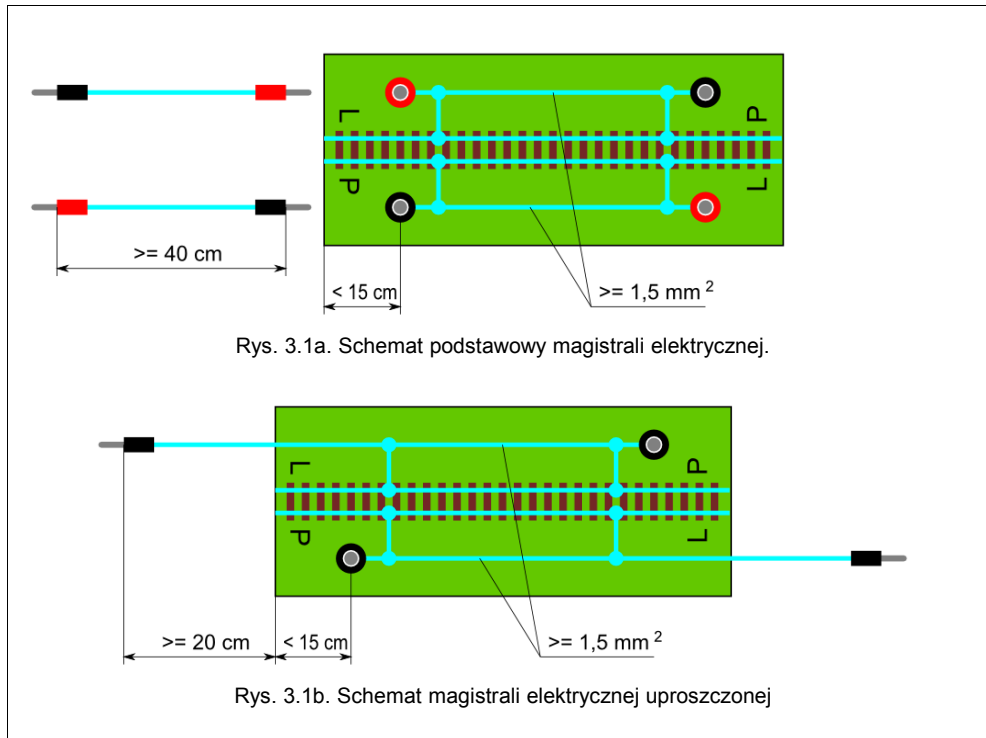 L
P
P
L
>= 40 cm
< 15 cm
>= 1,5 mm 2
Rys. 3.1a. Schemat podstawowy magistrali elektrycznej.
L
P
P
L
>= 20 cm
< 15 cm
>= 1,5 mm 2
Rys. 3.1b. Schemat magistrali elektrycznej uproszczonej